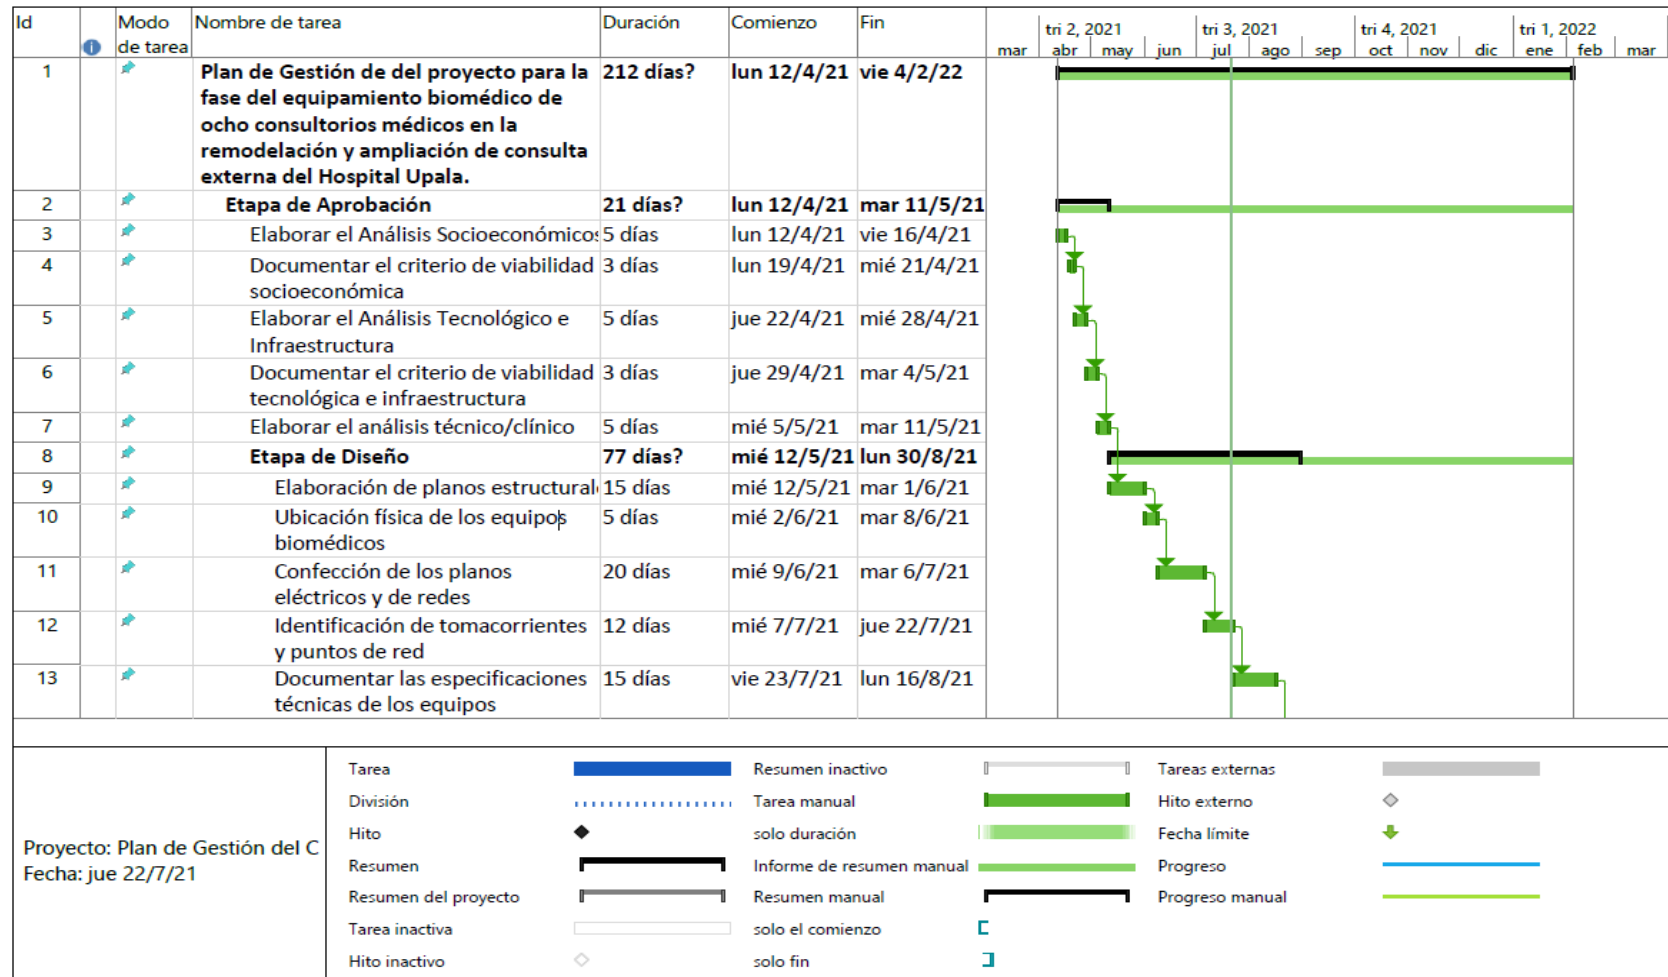 Id Modo de tarea Nombre de tarea Duración Comienzo Fin
tri 2, 2021 tri 3, 2021 tri 4, 2021 tri 1, 2022
mar abr may jun jul ago sep oct nov dic ene feb mar
1 Plan de Gestión de del proyecto para la 212 días? lun 12/4/21 vie 4/2/22
fase del equipamiento biomédico de
ocho consultorios médicos en la
remodelación y ampliación de consulta
externa del Hospital Upala.
2 Etapa de Aprobación 21 días? lun 12/4/21 mar 11/5/21
3 Elaborar el Análisis Socioeconómicos 5 días lun 12/4/21 vie 16/4/21
4 Documentar el criterio de viabilidad 3 días lun 19/4/21 mié 21/4/21
socioeconómica
5 Elaborar el Análisis Tecnológico e 5 días jue 22/4/21 mié 28/4/21
Infraestructura
6 Documentar el criterio de viabilidad 3 días jue 29/4/21 mar 4/5/21
tecnológica e infraestructura
7 Elaborar el análisis técnico/clínico 5 días mié 5/5/21 mar 11/5/21
8 Etapa de Diseño 77 días? mié 12/5/21 lun 30/8/21
9 Elaboración de planos estructural 15 días mié 12/5/21 mar 1/6/21
10 Ubicación física de los equipos 5 días mié 2/6/21 mar 8/6/21
biomédicos
11 Confección de los planos 20 días mié 9/6/21 mar 6/7/21
eléctricos y de redes
12 Identificación de tomacorrientes 12 días mié 7/7/21 jue 22/7/21
y puntos de red
13 Documentar las especificaciones 15 días vie 23/7/21 lun 16/8/21
técnicas de los equipos
Proyecto: Plan de Gestión del C
Fecha: jue 22/7/21
Tarea Resumen inactivo Tareas externas
División Tarea manual Hito externo
Hito solo duración Fecha límite
Resumen Informe de resumen manual Progreso
Resumen del proyecto Resumen manual Progreso manual
Tarea inactiva solo el comienzo
Hito inactivo solo fin